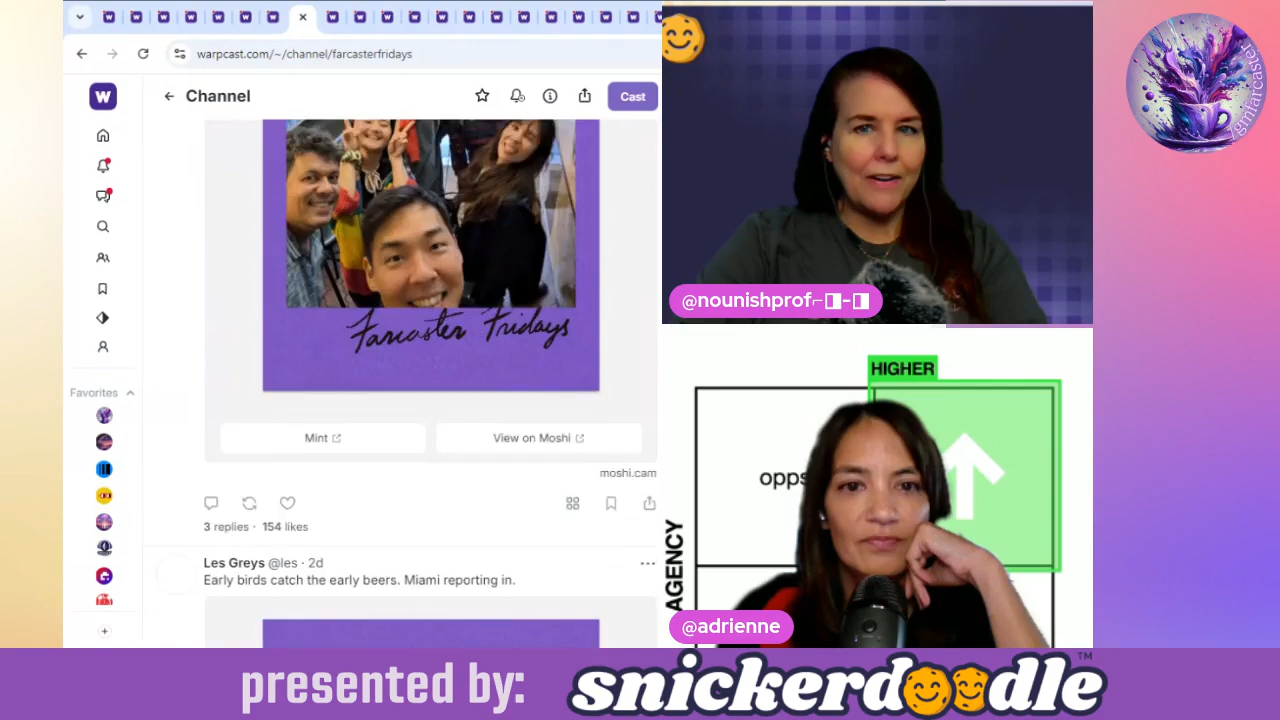 warpcast.com/~/channel/farcasterfridays
W
Channel
Cast
Farcaster Fridays
Mint
View on Moshi
moshi.cam
3 replies · 154 likes
Favorites
Les Greys @les · 2d
Early birds catch the early beers. Miami reporting in.
@nounishprof⌐◨-◨
HIGHER
opps
AGENCY
@adrienne
/gmfarcaster
presented by:
snickerdoodle™